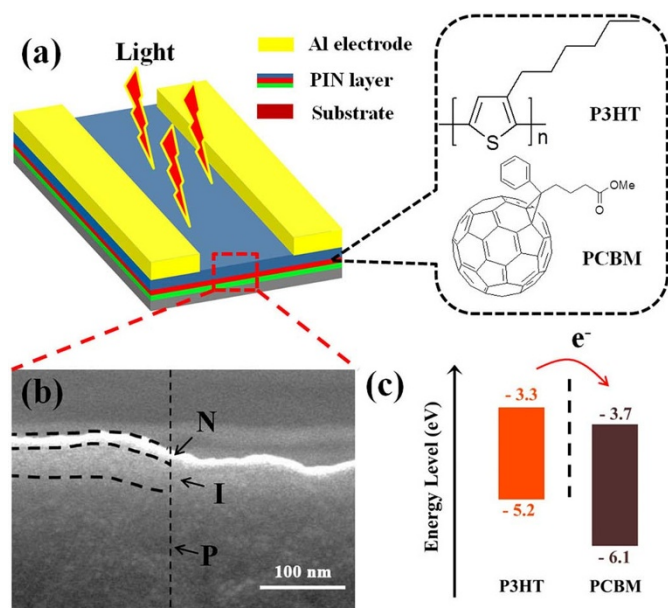 (a)
Light
Al electrode
PIN layer
Substrate
S
n
P3HT
OMe
O
PCBM
(b)
N
I
P
100 nm
(c)
e⁻
Energy Level (eV)
- 3.3
- 3.7
- 5.2
- 6.1
P3HT
PCBM